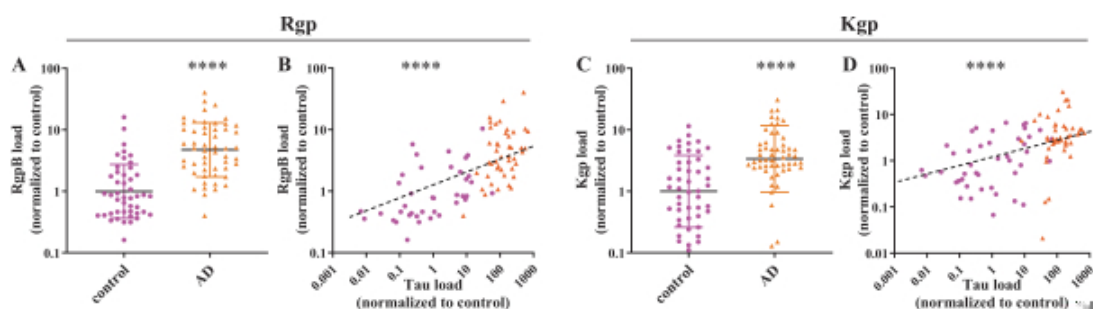 Rgp
Kgp
A
****
B
****
C
****
D
****
RgpB load
(normalized to control)
100
10
1
0.1
control
AD
RgpB load
(normalized to control)
100
10
1
0.1
0.001
0.01
0.1
1
10
100
1000
Tau load
(normalized to control)
Kgp load
(normalized to control)
100
10
1
0.1
control
AD
Kgp load
(normalized to control)
100
10
1
0.1
0.01
0.001
0.01
0.1
1
10
100
1000
Tau load
(normalized to control)